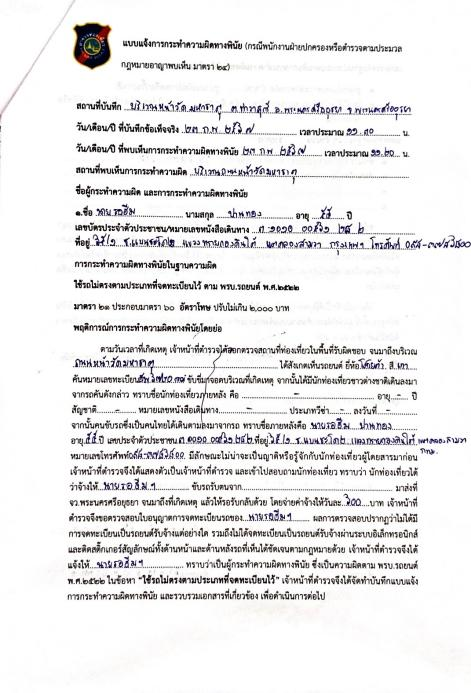 แบบแจ้งการกระทำความผิดทางพินัย (กรณีพนักงานฝ่ายปกครองหรือตำรวจตามประมวล
กฎหมายอาญาพบเห็น มาตรา ๒๔)
สถานที่บันทึก บริเวณหน้าวัดมหาธาตุ ต.ท่าวาสุกรี อ.พระนครศรีอยุธยา จ.พระนครศรีอยุธยา
วัน/เดือน/ปี ที่บันทึกข้อเท็จจริง ๒๓ ก.พ. ๒๕๖๗ เวลาประมาณ ๑๑.๓๐ น.
วัน/เดือน/ปี ที่พบเห็นการกระทำความผิดทางพินัย ๒๓ ก.พ. ๒๕๖๗ เวลาประมาณ ๑๑.๒๐ น.
สถานที่พบเห็นการกระทำความผิด บริเวณถนนหน้าวัดมหาธาตุ
ชื่อผู้กระทำความผิด และการกระทำความผิดทางพินัย
๑.ชื่อ นาย นามสกุล ปานทอง อายุ ๕๕ ปี
เลขบัตรประจำตัวประชาชน/หมายเลขหนังสือเดินทาง
ที่อยู่ แขวงทรายกองดินใต้ เขตคลองสามวา กรุงเทพฯ โทรศัพท์
การกระทำความผิดทางพินัยในฐานความผิด
ใช้รถไม่ตรงตามประเภทที่จดทะเบียนไว้ ตาม พรบ.รถยนต์ พ.ศ.๒๕๒๒
มาตรา ๒๑ ประกอบมาตรา ๖๐ อัตราโทษ ปรับไม่เกิน ๒,๐๐๐ บาท
พฤติการณ์การกระทำความผิดทางพินัยโดยย่อ
ตามวันเวลาที่เกิดเหตุ เจ้าหน้าที่ตำรวจได้ออกตรวจสถานที่ท่องเที่ยวในพื้นที่รับผิดชอบ จนมาถึงบริเวณ
ถนนหน้าวัดมหาธาตุ ได้สังเกตเห็นรถยนต์ ยี่ห้อ โตโยต้า สี เทา
คันหมายเลขทะเบียน ขับขี่มาจอดบริเวณที่เกิดเหตุ จากนั้นได้มีนักท่องเที่ยวชาวต่างชาติเดินลงมา
จากรถคันดังกล่าว ทราบชื่อนักท่องเที่ยวภายหลัง คือ - อายุ - ปี
สัญชาติ - หมายเลขหนังสือเดินทาง - ประเภทวีซ่า - ลงวันที่ -
จากนั้นคนขับรถซึ่งเป็นคนไทยได้เดินตามลงมาจากรถ ทราบชื่อภายหลังคือ นาย ปานทอง
อายุ ๕๕ ปี เลขประจำตัวประชาชน ที่อยู่ แขวงทรายกองดินใต้ เขตคลองสามวา กทม.
หมายเลขโทรศัพท์ มีลักษณะไม่น่าจะเป็นญาติหรือรู้จักกับนักท่องเที่ยวผู้โดยสารมาก่อน
เจ้าหน้าที่ตำรวจจึงได้แสดงตัวเป็นเจ้าหน้าที่ตำรวจ และเข้าไปสอบถามนักท่องเที่ยว ทราบว่า นักท่องเที่ยวได้
ว่าจ้างให้ นาย ขับรถรับตนจาก มาส่งที่
จว.พระนครศรีอยุธยา จนมาถึงที่เกิดเหตุ แล้วให้รอรับกลับด้วย โดยจ่ายค่าจ้างให้วันละ บาท เจ้าหน้าที่
ตำรวจจึงขอตรวจสอบใบอนุญาตการจดทะเบียนรถของ นาย ผลการตรวจสอบปรากฏว่าไม่ได้มี
การจดทะเบียนเป็นรถยนต์รับจ้างแต่อย่างใด รวมถึงไม่ได้จดทะเบียนเป็นรถยนต์รับจ้างผ่านระบบอิเล็กทรอนิกส์
และติดสติ๊กเกอร์สัญลักษณ์ทั้งด้านหน้าและด้านหลังรถที่เห็นได้ชัดเจนตามกฎหมายด้วย เจ้าหน้าที่ตำรวจจึงได้
แจ้งให้ นาย ทราบว่าเป็นผู้กระทำความผิดทางพินัย ซึ่งเป็นความผิดตาม พรบ.รถยนต์
พ.ศ.๒๕๒๒ ในข้อหา "ใช้รถไม่ตรงตามประเภทที่จดทะเบียนไว้" เจ้าหน้าที่ตำรวจจึงได้จัดทำบันทึกแบบแจ้ง
การกระทำความผิดทางพินัย และรวบรวมเอกสารที่เกี่ยวข้อง เพื่อดำเนินการต่อไป